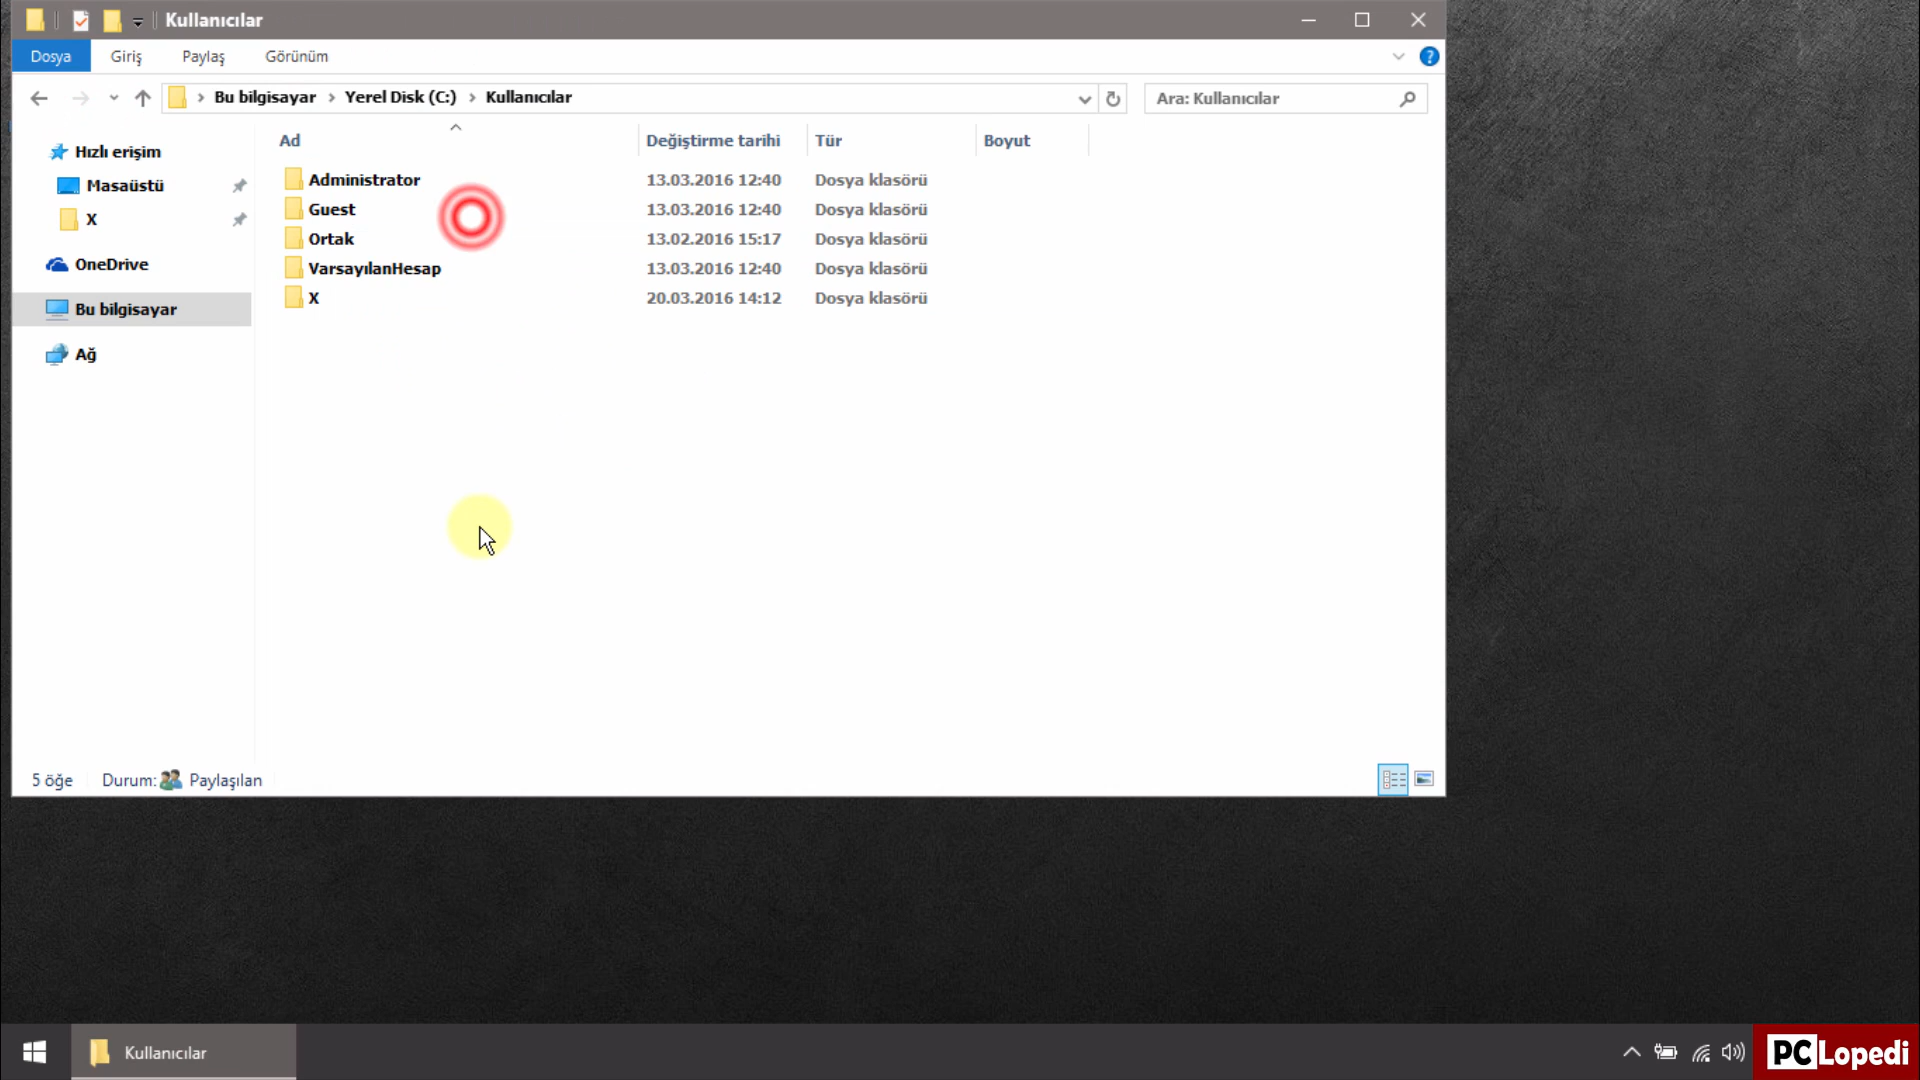 Kullanıcılar
Dosya Giriş Paylaş Görünüm ?
Bu bilgisayar › Yerel Disk (C:) › Kullanıcılar
Ara: Kullanıcılar
Ad Değiştirme tarihi Tür Boyut
Hızlı erişim
Masaüstü
X
OneDrive
Bu bilgisayar
Ağ
Administrator 13.03.2016 12:40 Dosya klasörü
Guest 13.03.2016 12:40 Dosya klasörü
Ortak 13.02.2016 15:17 Dosya klasörü
VarsayılanHesap 13.03.2016 12:40 Dosya klasörü
X 20.03.2016 14:12 Dosya klasörü
5 öğe Durum: Paylaşılan
Kullanıcılar
PCLopedi